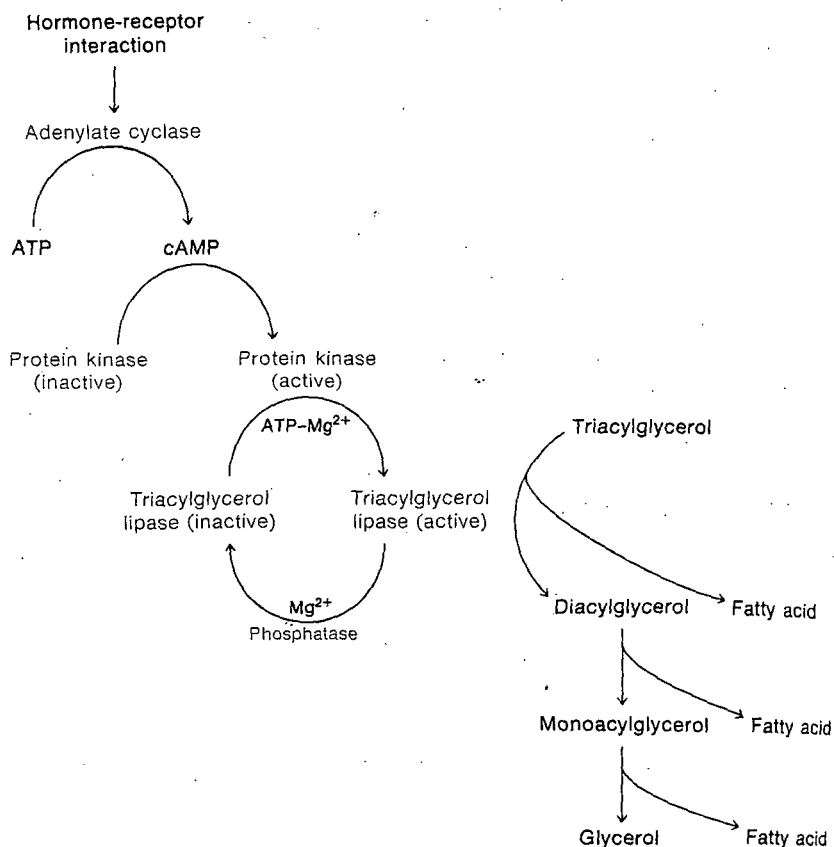 Hormone-receptor
interaction
Adenylate cyclase
ATP
cAMP
Protein kinase
(inactive)
Protein kinase
(active)
ATP–Mg²⁺
Triacylglycerol
Triacylglycerol
lipase (inactive)
Triacylglycerol
lipase (active)
Mg²⁺
Phosphatase
Diacylglycerol
Fatty acid
Monoacylglycerol
Fatty acid
Glycerol
Fatty acid